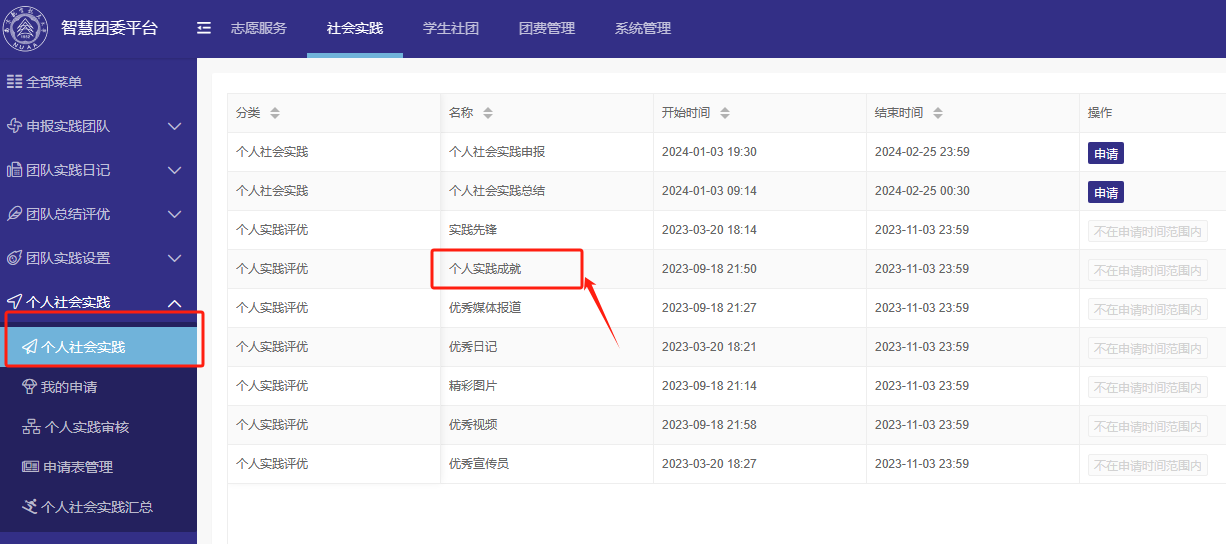 智慧团委平台
志愿服务 社会实践 学生社团 团费管理 系统管理
全部菜单
申报实践团队
团队实践日记
团队总结评优
团队实践设置
个人社会实践
个人社会实践
我的申请
个人实践审核
申请表管理
个人社会实践汇总
分类 名称 开始时间 结束时间 操作
个人社会实践 个人社会实践申报 2024-01-03 19:30 2024-02-25 23:59 申请
个人社会实践 个人社会实践总结 2024-01-03 09:14 2024-02-25 00:30 申请
个人实践评优 实践先锋 2023-03-20 18:14 2023-11-03 23:59 不在申请时间范围内
个人实践评优 个人实践成就 2023-09-18 21:50 2023-11-03 23:59 不在申请时间范围内
个人实践评优 优秀媒体报道 2023-09-18 21:27 2023-11-03 23:59 不在申请时间范围内
个人实践评优 优秀日记 2023-03-20 18:21 2023-11-03 23:59 不在申请时间范围内
个人实践评优 精彩图片 2023-09-18 21:14 2023-11-03 23:59 不在申请时间范围内
个人实践评优 优秀视频 2023-09-18 21:58 2023-11-03 23:59 不在申请时间范围内
个人实践评优 优秀宣传员 2023-03-20 18:27 2023-11-03 23:59 不在申请时间范围内